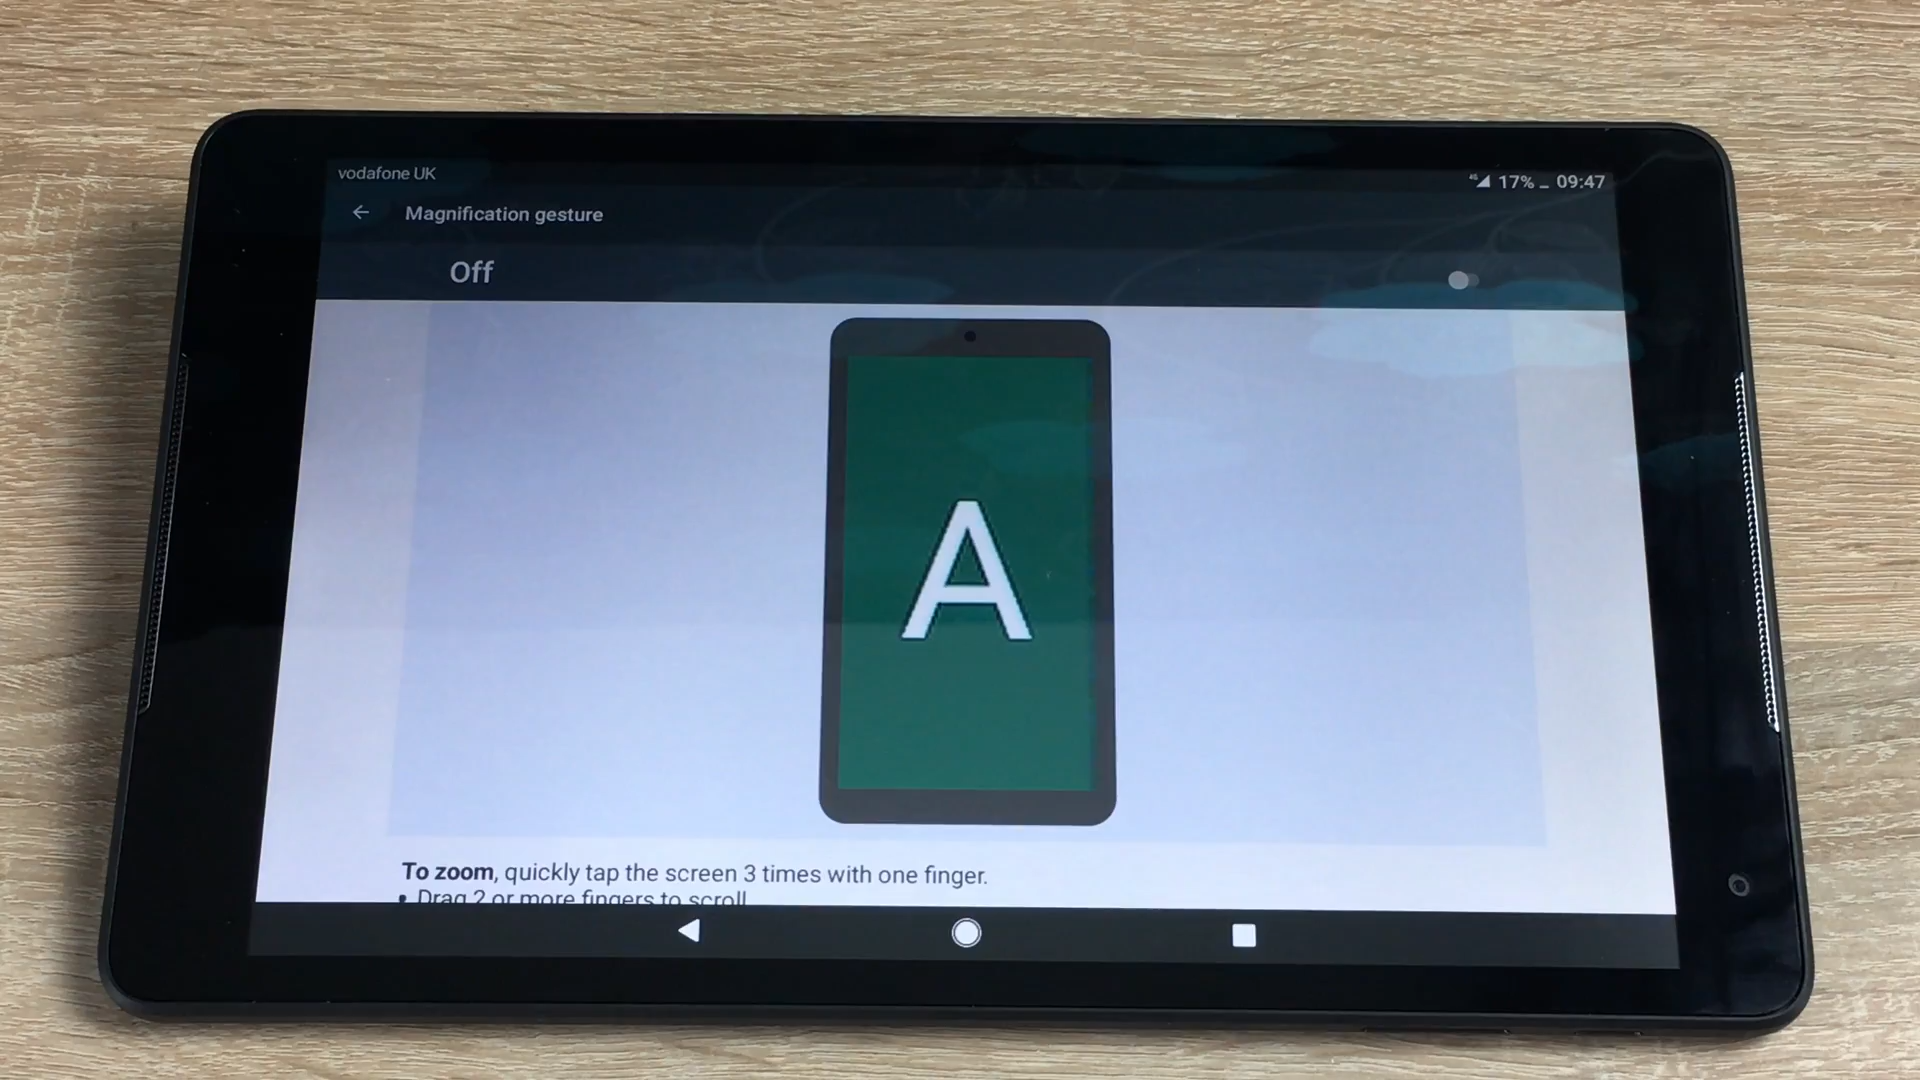 vodafone UK
4G 17% 09:47
Magnification gesture
Off
A
To zoom, quickly tap the screen 3 times with one finger.
• Drag 2 or more fingers to scroll